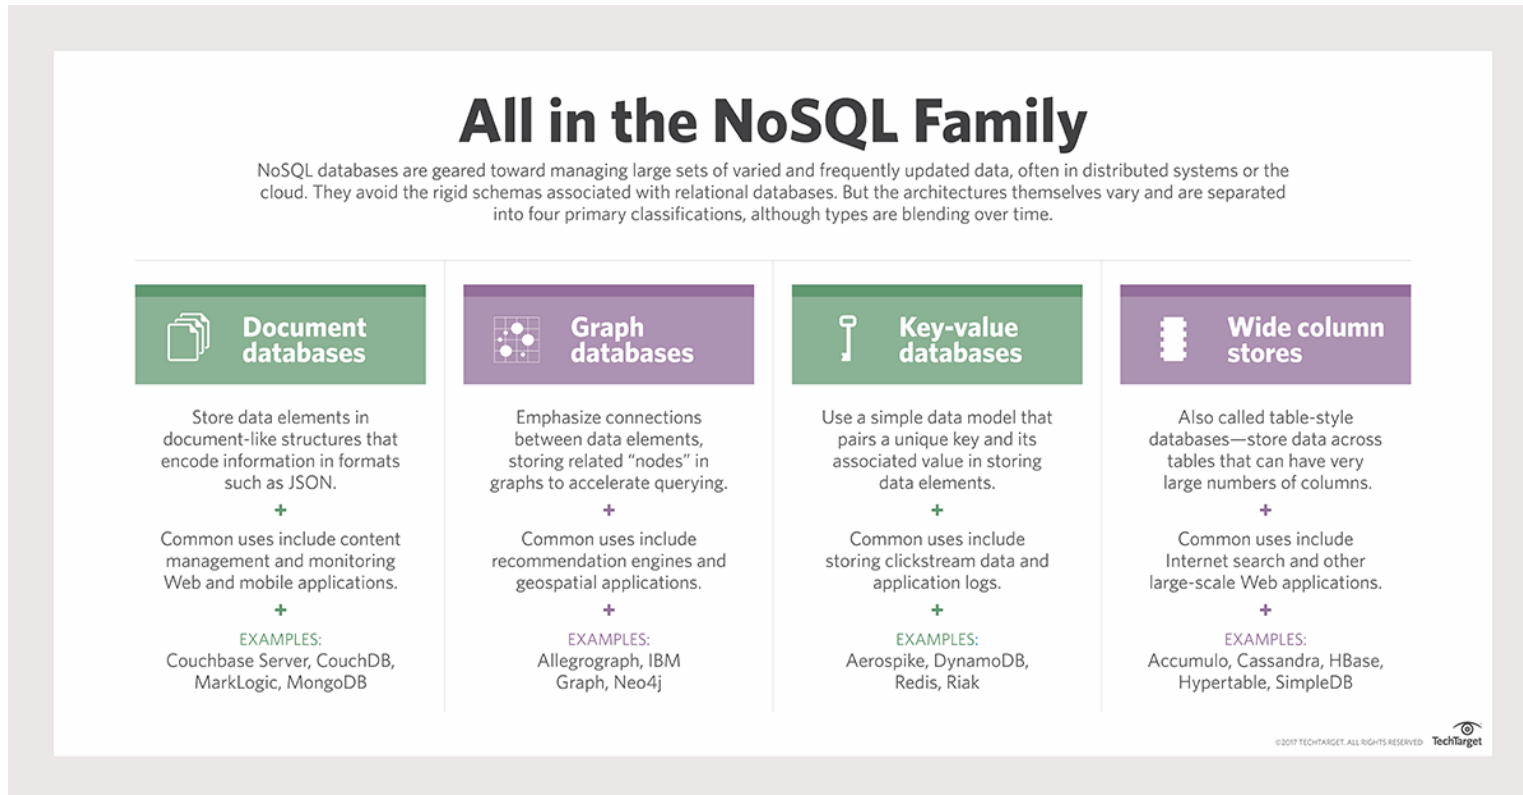 All in the NoSQL Family
NoSQL databases are geared toward managing large sets of varied and frequently updated data, often in distributed systems or the
cloud. They avoid the rigid schemas associated with relational databases. But the architectures themselves vary and are separated
into four primary classifications, although types are blending over time.
Document
databases
Store data elements in
document-like structures that
encode information in formats
such as JSON.
+
Common uses include content
management and monitoring
Web and mobile applications.
+
EXAMPLES:
Couchbase Server, CouchDB,
MarkLogic, MongoDB
Graph
databases
Emphasize connections
between data elements,
storing related “nodes” in
graphs to accelerate querying.
+
Common uses include
recommendation engines and
geospatial applications.
+
EXAMPLES:
Allegrograph, IBM
Graph, Neo4j
Key-value
databases
Use a simple data model that
pairs a unique key and its
associated value in storing
data elements.
+
Common uses include
storing clickstream data and
application logs.
+
EXAMPLES:
Aerospike, DynamoDB,
Redis, Riak
Wide column
stores
Also called table-style
databases—store data across
tables that can have very
large numbers of columns.
+
Common uses include
Internet search and other
large-scale Web applications.
+
EXAMPLES:
Accumulo, Cassandra, HBase,
Hypertable, SimpleDB
©2017 TECHTARGET. ALL RIGHTS RESERVED TechTarget